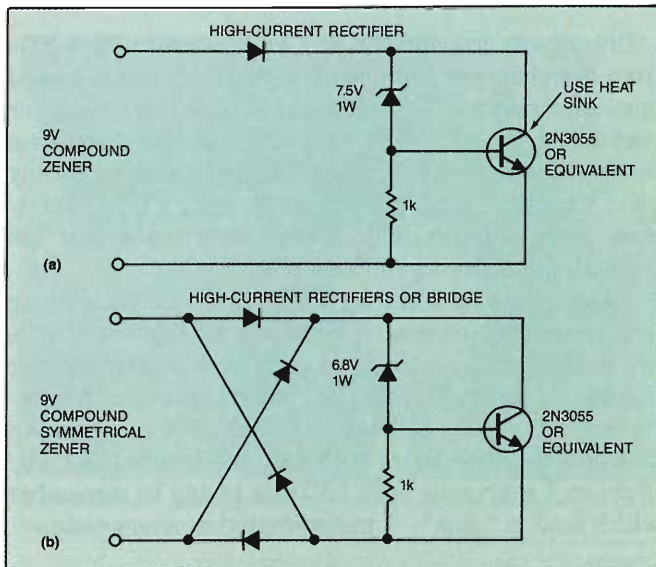 HIGH-CURRENT RECTIFIER
7.5V
1W
USE HEAT
SINK
9V
COMPOUND
ZENER
2N3055
OR
EQUIVALENT
1k
(a)
HIGH-CURRENT RECTIFIERS OR BRIDGE
6.8V
1W
9V
COMPOUND
SYMMETRICAL
ZENER
2N3055
OR
EQUIVALENT
1k
(b)